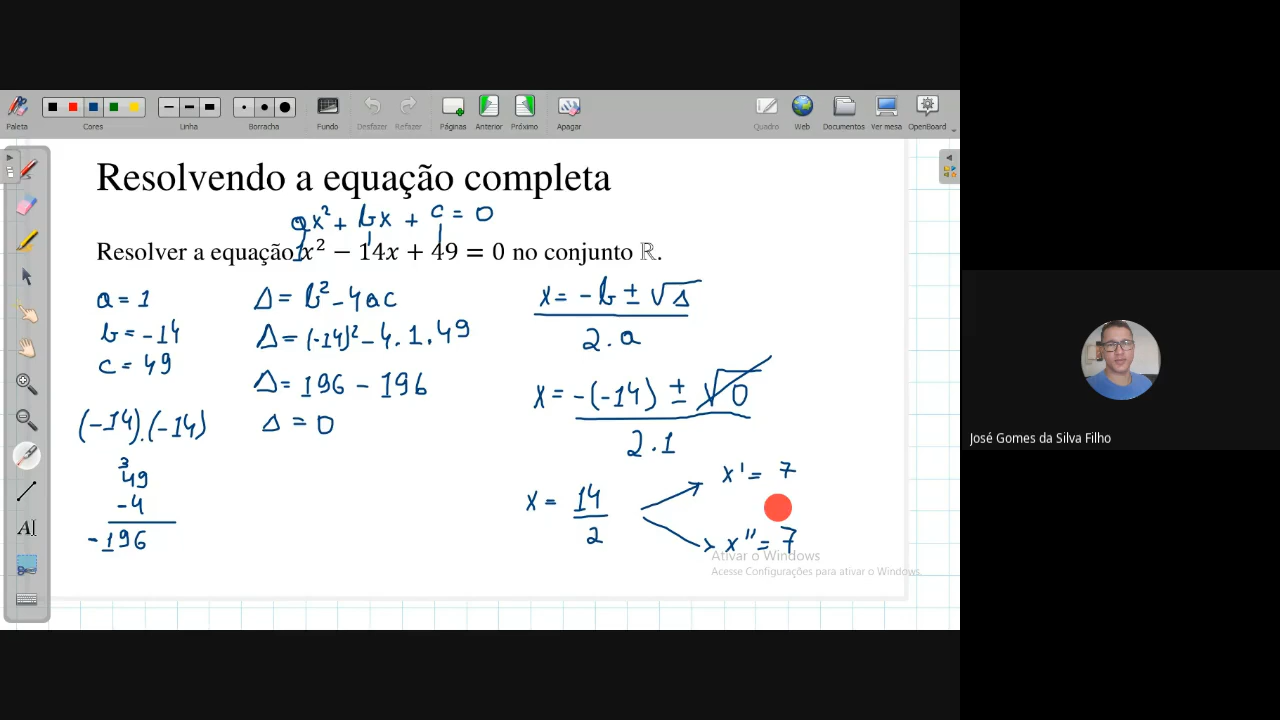 Paleta
Cores
Linha
Borracha
Fundo
Desfazer
Refazer
Páginas
Anterior
Próximo
Apagar
Quadro
Web
Documentos
Ver mesa
OpenBoard
Resolvendo a equação completa
ax² + bx + c = 0
Resolver a equação 1x² − 14x + 49 = 0 no conjunto ℝ.
a = 1
b = -14
c = 49
(-14).(-14)
3
49
-4
-196
Δ = b² - 4ac
Δ = (-14)² - 4.1.49
Δ = 196 - 196
Δ = 0
x = -b ± √Δ
2.a
x = -(-14) ± √0
2.1
x = 14
2
x' = 7
x'' = 7
Ativar o Windows
Acesse Configurações para ativar o Windows.
José Gomes da Silva Filho